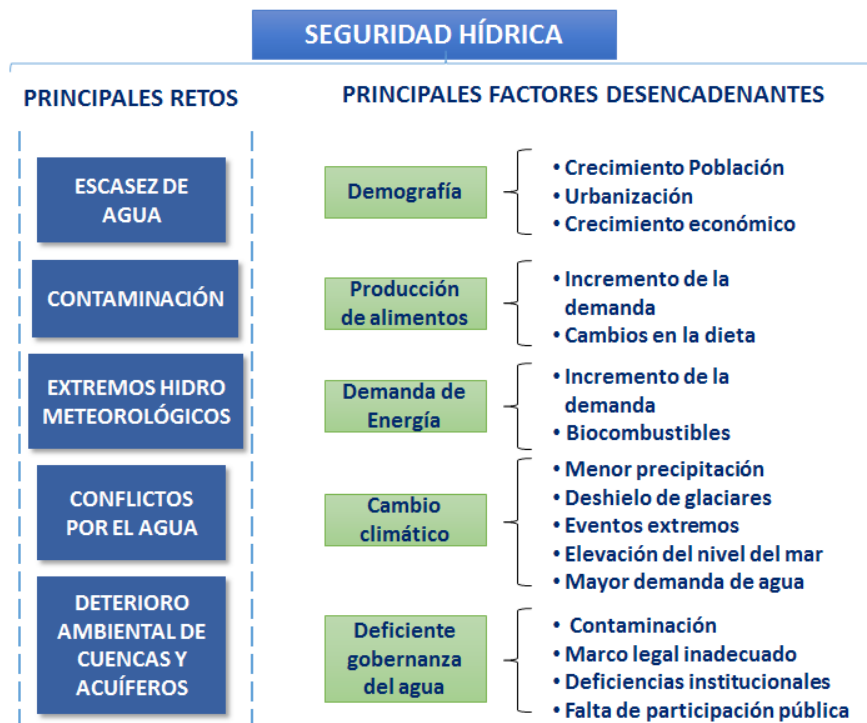 SEGURIDAD HÍDRICA
PRINCIPALES RETOS
ESCASEZ DE
AGUA
CONTAMINACIÓN
EXTREMOS HIDRO
METEOROLÓGICOS
CONFLICTOS
POR EL AGUA
DETERIORO
AMBIENTAL DE
CUENCAS Y
ACUÍFEROS
PRINCIPALES FACTORES DESENCADENANTES
Demografía
• Crecimiento Población
• Urbanización
• Crecimiento económico
Producción
de alimentos
• Incremento de la
demanda
• Cambios en la dieta
Demanda de
Energía
• Incremento de la
demanda
• Biocombustibles
Cambio
climático
• Menor precipitación
• Deshielo de glaciares
• Eventos extremos
• Elevación del nivel del mar
• Mayor demanda de agua
Deficiente
gobernanza
del agua
• Contaminación
• Marco legal inadecuado
• Deficiencias institucionales
• Falta de participación pública